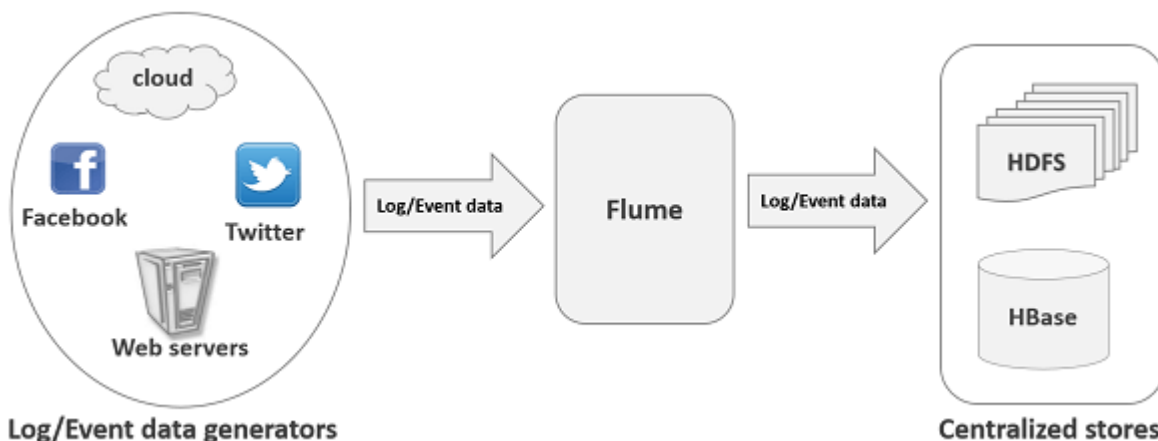 cloud
Facebook
Twitter
Web servers
Log/Event data generators
Log/Event data
Flume
Log/Event data
HDFS
HBase
Centralized stores